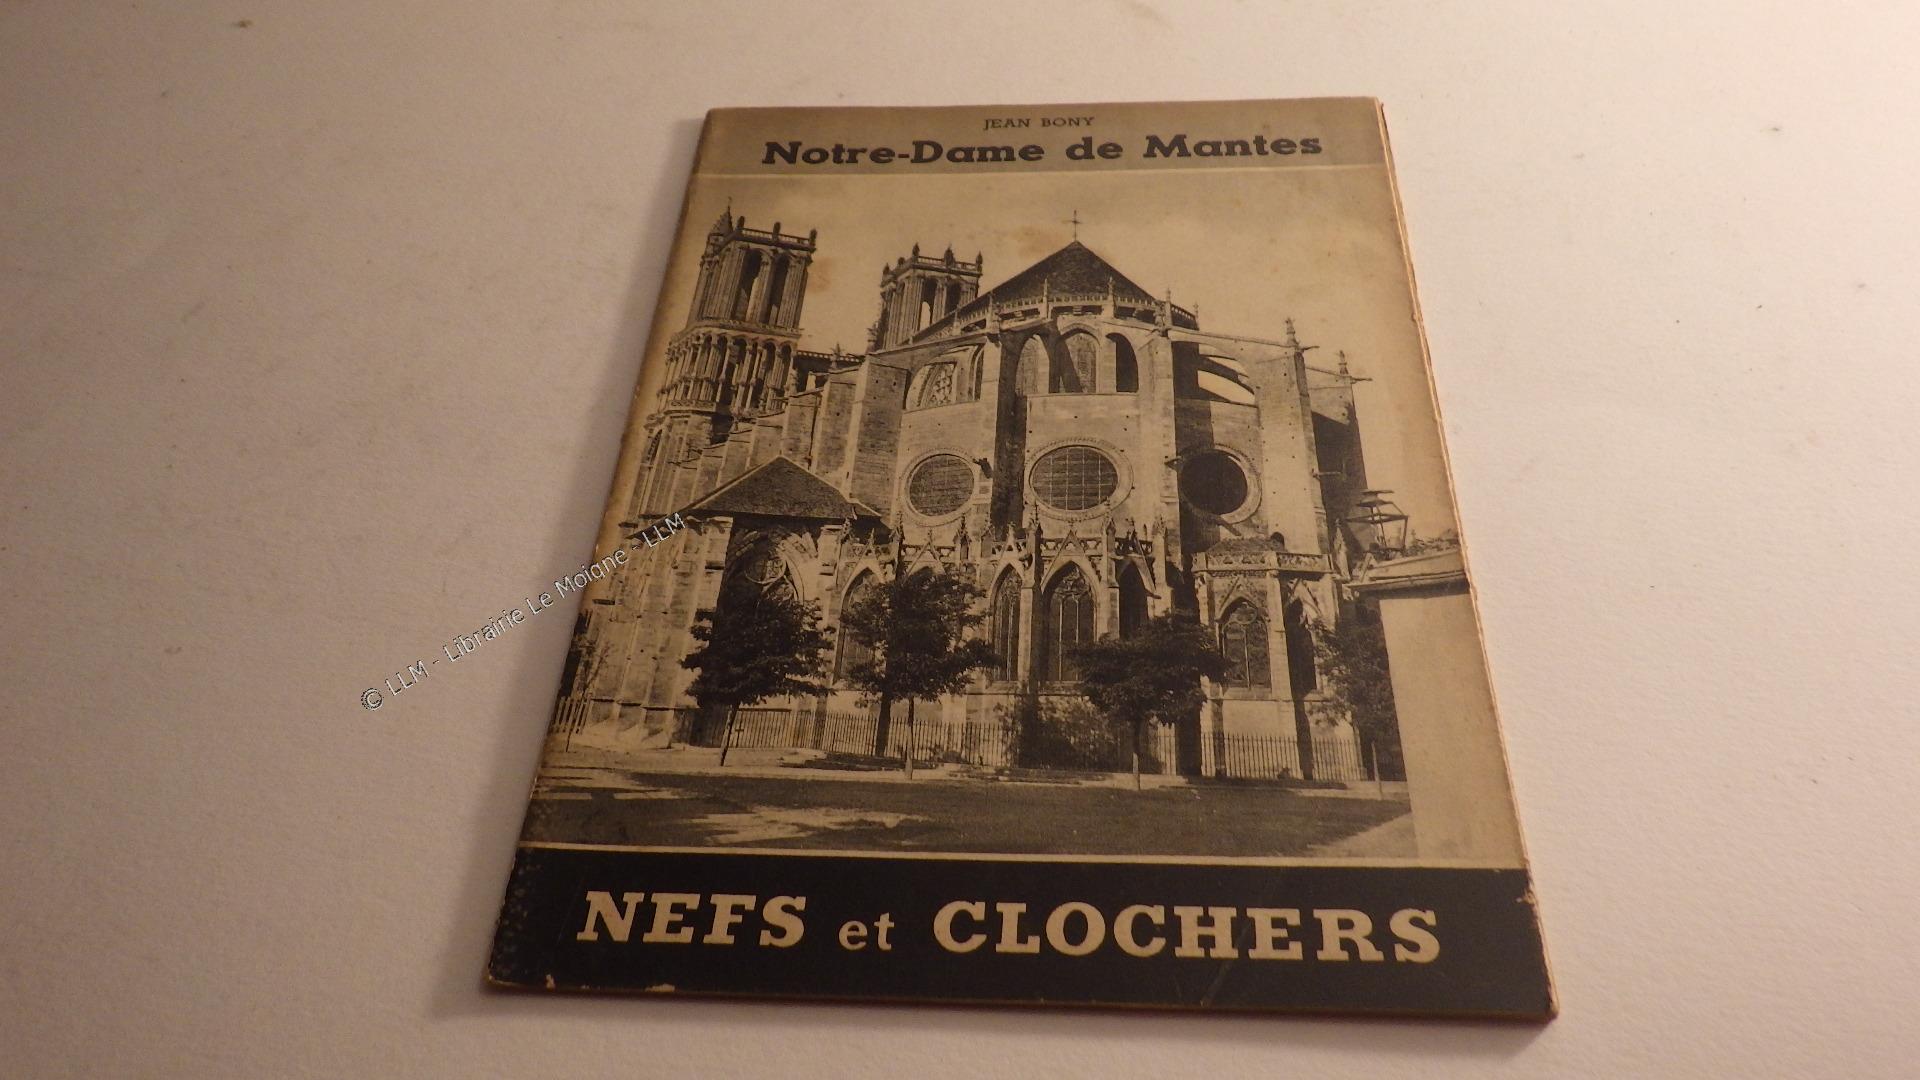 JEAN BONY
Notre-Dame de Mantes
© LLM - Librairie Le Moigne - LLM
NEFS et CLOCHERS